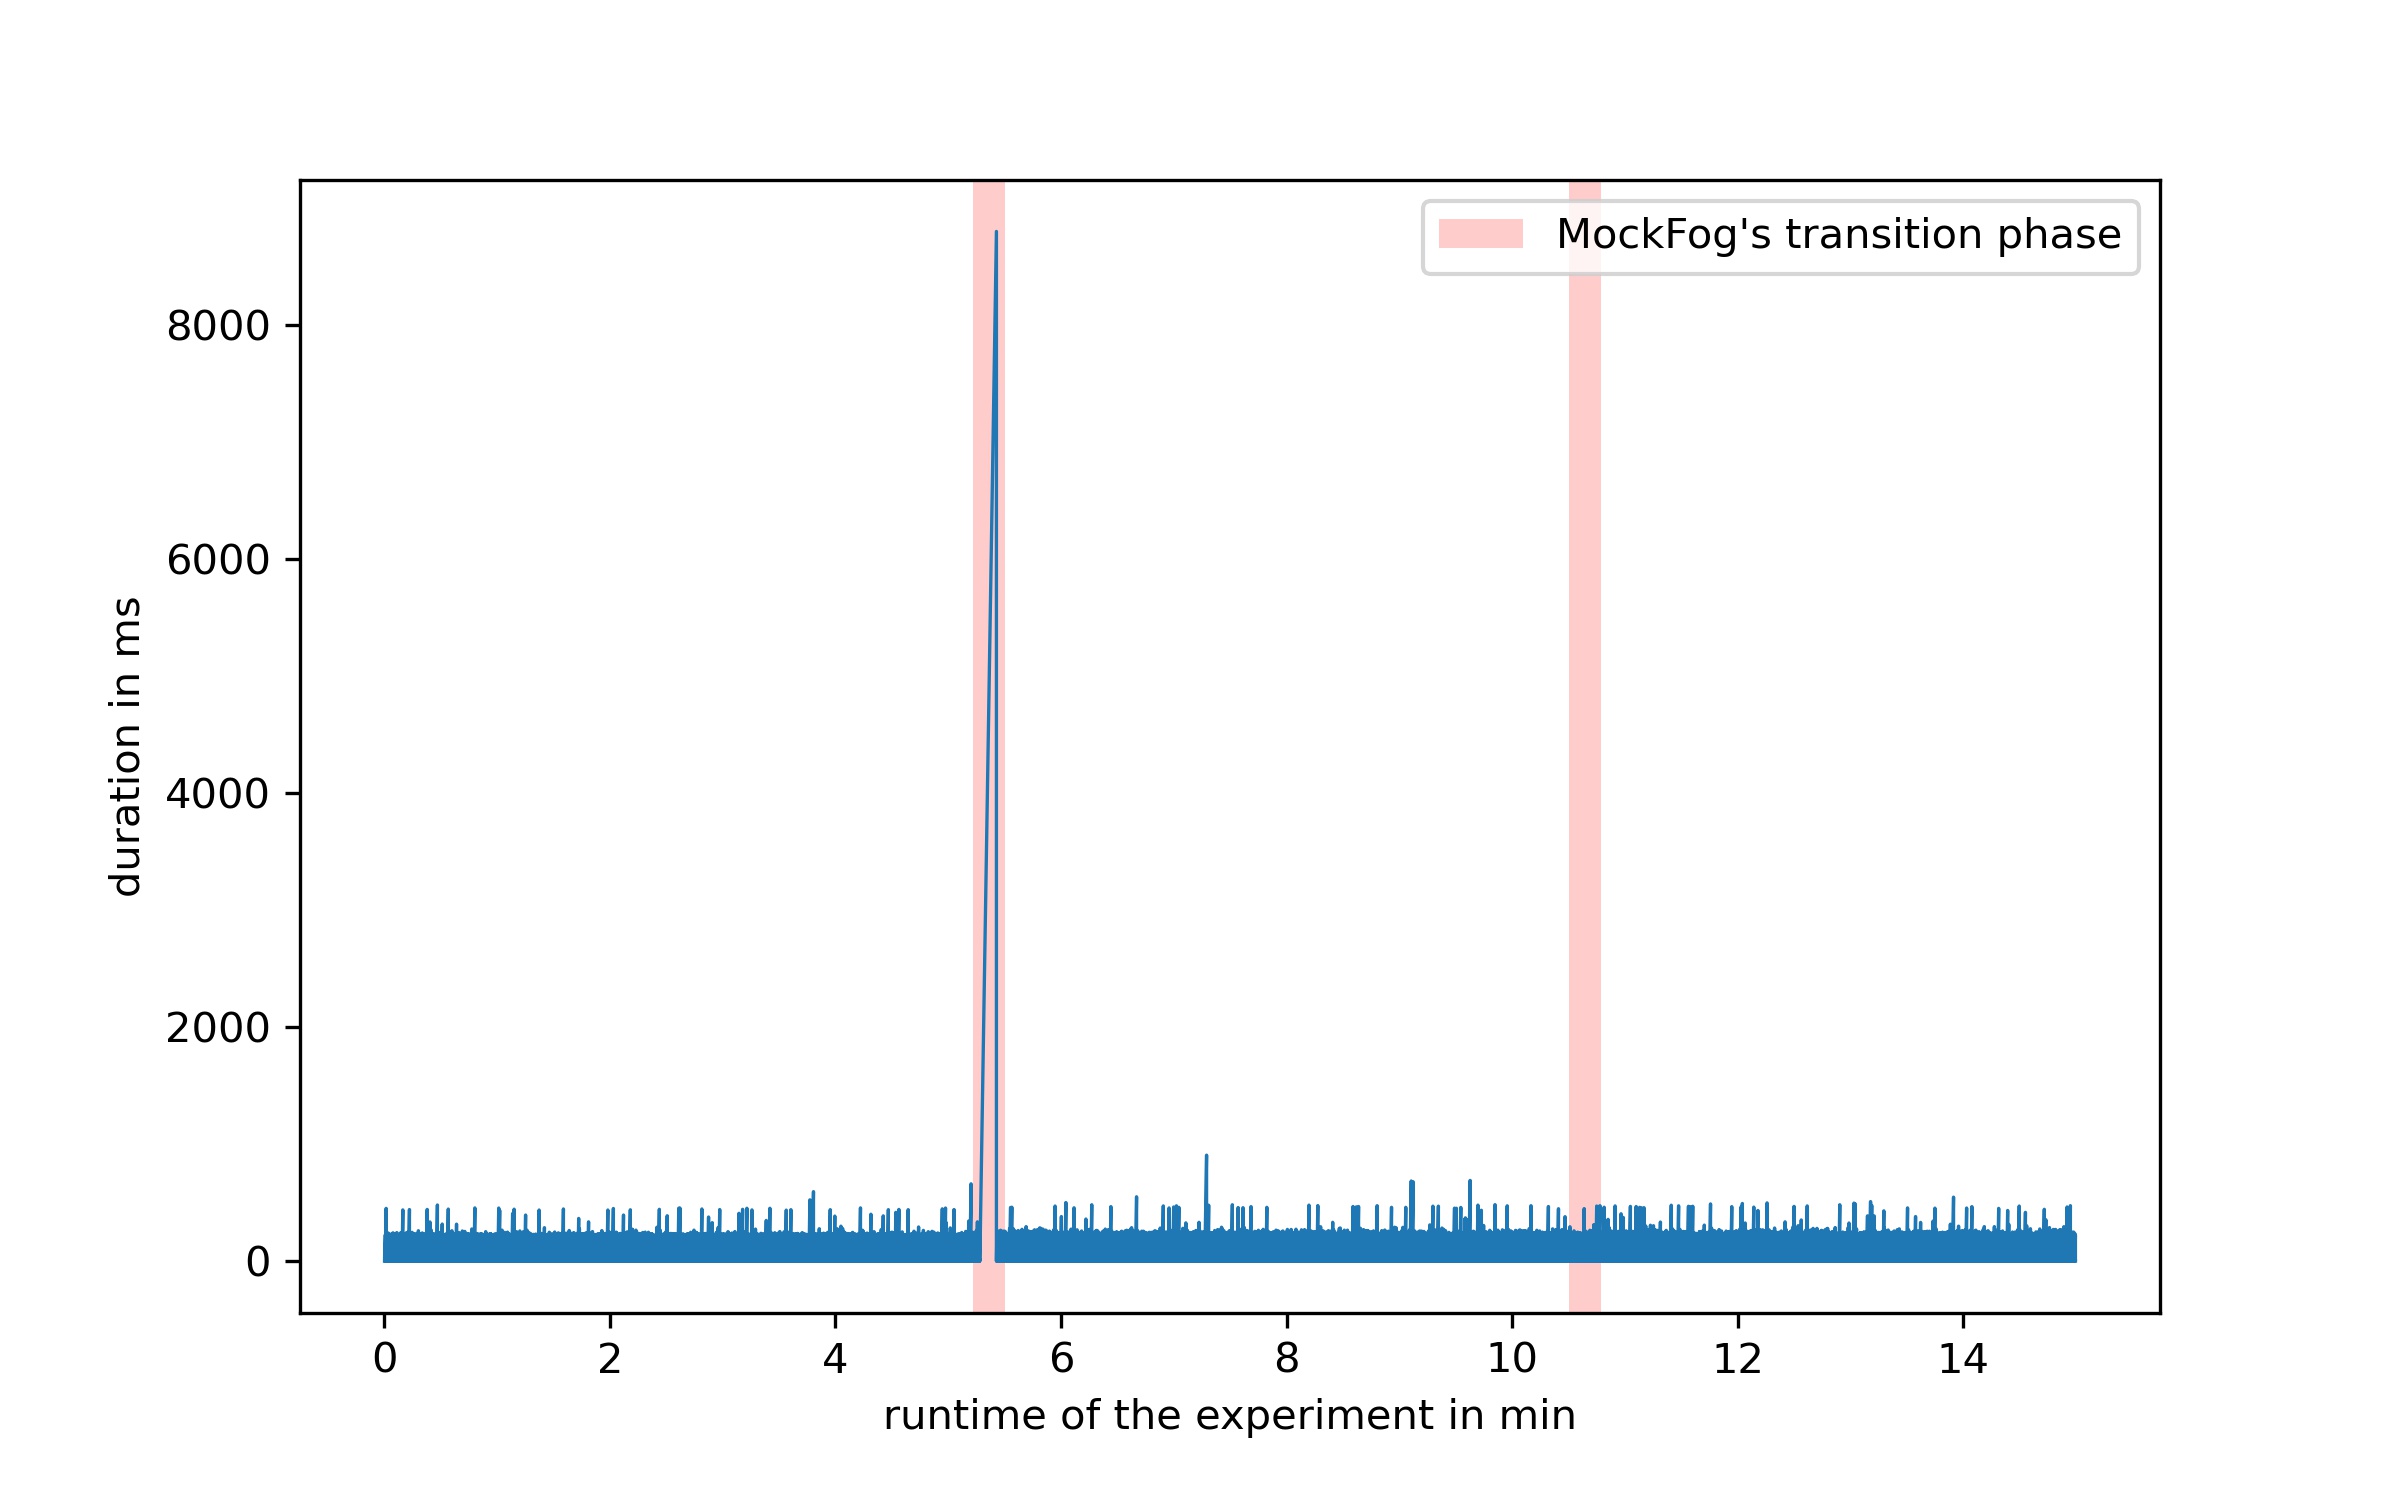 MockFog's transition phase
8000
6000
4000
2000
0
duration in ms
0 2 4 6 8 10 12 14
runtime of the experiment in min